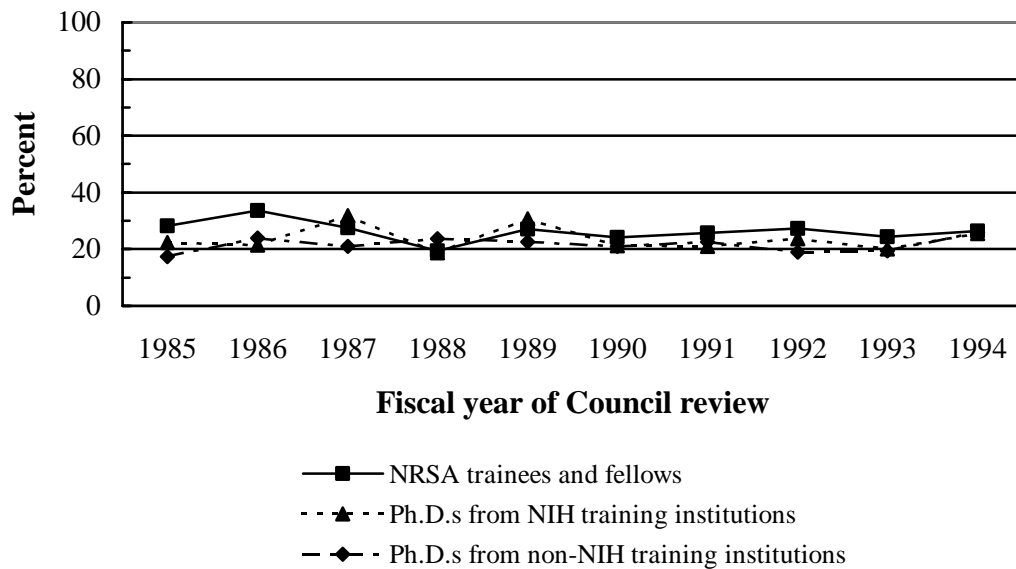 100
80
60
40
20
0
Percent
1985 1986 1987 1988 1989 1990 1991 1992 1993 1994
Fiscal year of Council review
NRSA trainees and fellows
Ph.D.s from NIH training institutions
Ph.D.s from non-NIH training institutions